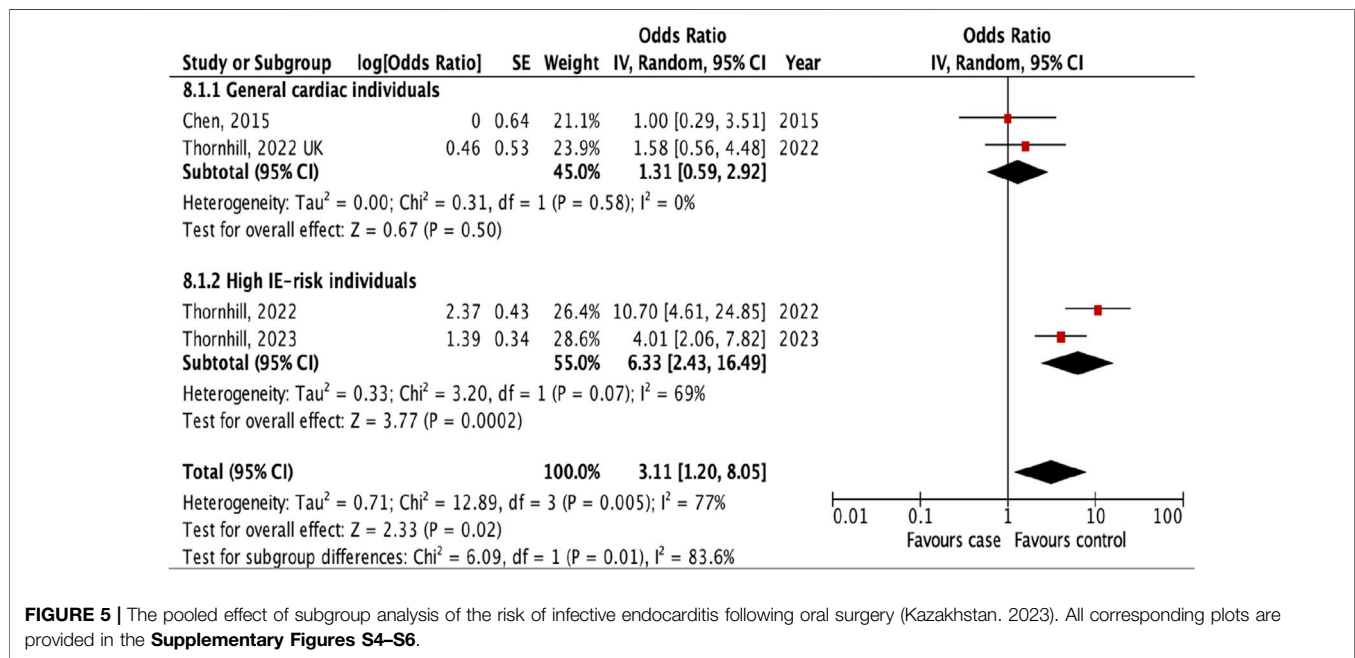 Odds Ratio Odds Ratio
Study or Subgroup log[Odds Ratio] SE Weight IV, Random, 95% CI Year IV, Random, 95% CI
8.1.1 General cardiac individuals
Chen, 2015 0 0.64 21.1% 1.00 [0.29, 3.51] 2015
Thornhill, 2022 UK 0.46 0.53 23.9% 1.58 [0.56, 4.48] 2022
Subtotal (95% CI) 45.0% 1.31 [0.59, 2.92]
Heterogeneity: Tau² = 0.00; Chi² = 0.31, df = 1 (P = 0.58); I² = 0%
Test for overall effect: Z = 0.67 (P = 0.50)
8.1.2 High IE-risk individuals
Thornhill, 2022 2.37 0.43 26.4% 10.70 [4.61, 24.85] 2022
Thornhill, 2023 1.39 0.34 28.6% 4.01 [2.06, 7.82] 2023
Subtotal (95% CI) 55.0% 6.33 [2.43, 16.49]
Heterogeneity: Tau² = 0.33; Chi² = 3.20, df = 1 (P = 0.07); I² = 69%
Test for overall effect: Z = 3.77 (P = 0.0002)
Total (95% CI) 100.0% 3.11 [1.20, 8.05]
Heterogeneity: Tau² = 0.71; Chi² = 12.89, df = 3 (P = 0.005); I² = 77%
Test for overall effect: Z = 2.33 (P = 0.02)
Test for subgroup differences: Chi² = 6.09, df = 1 (P = 0.01), I² = 83.6%
0.01 0.1 1 10 100
Favours case Favours control
FIGURE 5 | The pooled effect of subgroup analysis of the risk of infective endocarditis following oral surgery (Kazakhstan. 2023). All corresponding plots are
provided in the Supplementary Figures S4–S6.